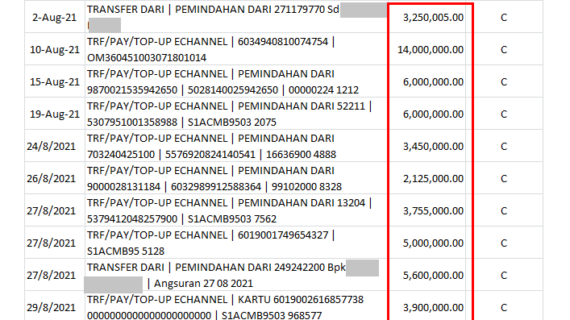 2-Aug-21 TRANSFER DARI | PEMINDAHAN DARI 271179770 Sd 3,250,005.00 C
10-Aug-21 TRF/PAY/TOP-UP ECHANNEL | 6034940810074754 | 14,000,000.00 C
OM360451003071801014
15-Aug-21 TRF/PAY/TOP-UP ECHANNEL | PEMINDAHAN DARI 6,000,000.00 C
9870021535942650 | 5028140025942650 | 00000224 1212
19-Aug-21 TRF/PAY/TOP-UP ECHANNEL | PEMINDAHAN DARI 52211 | 6,000,000.00 C
5307951001358988 | S1ACMB9503 2075
24/8/2021 TRF/PAY/TOP-UP ECHANNEL | PEMINDAHAN DARI 3,450,000.00 C
703240425100 | 5576920824140541 | 16636900 4888
26/8/2021 TRF/PAY/TOP-UP ECHANNEL | PEMINDAHAN DARI 2,125,000.00 C
9000028131184 | 6032989912588364 | 99102000 8328
27/8/2021 TRF/PAY/TOP-UP ECHANNEL | PEMINDAHAN DARI 13204 | 3,755,000.00 C
5379412048257900 | S1ACMB9503 7562
27/8/2021 TRF/PAY/TOP-UP ECHANNEL | 6019001749654327 | 5,000,000.00 C
S1ACMB95 5128
27/8/2021 TRANSFER DARI | PEMINDAHAN DARI 249242200 Bpk 5,600,000.00 C
| Angsuran 27 08 2021
29/8/2021 TRF/PAY/TOP-UP ECHANNEL | KARTU 6019002616857738 3,900,000.00 C
0000000000000000000000 | S1ACMB9503 968577